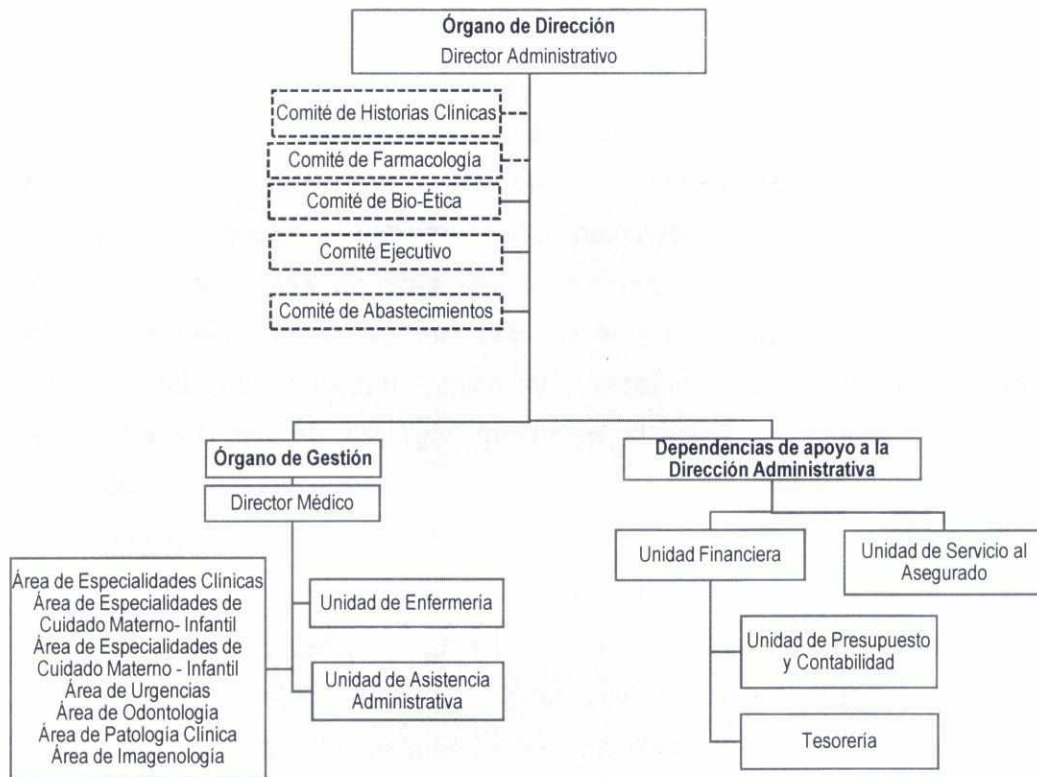 Órgano de Dirección
Director Administrativo
Comité de Historias Clínicas
Comité de Farmacología
Comité de Bio-Ética
Comité Ejecutivo
Comité de Abastecimientos
Órgano de Gestión
Director Médico
Área de Especialidades Clínicas
Área de Especialidades de
Cuidado Materno- Infantil
Área de Especialidades de
Cuidado Materno - Infantil
Área de Urgencias
Área de Odontología
Área de Patología Clínica
Área de Imagenología
Unidad de Enfermería
Unidad de Asistencia
Administrativa
Dependencias de apoyo a la
Dirección Administrativa
Unidad Financiera
Unidad de Servicio al
Asegurado
Unidad de Presupuesto
y Contabilidad
Tesorería